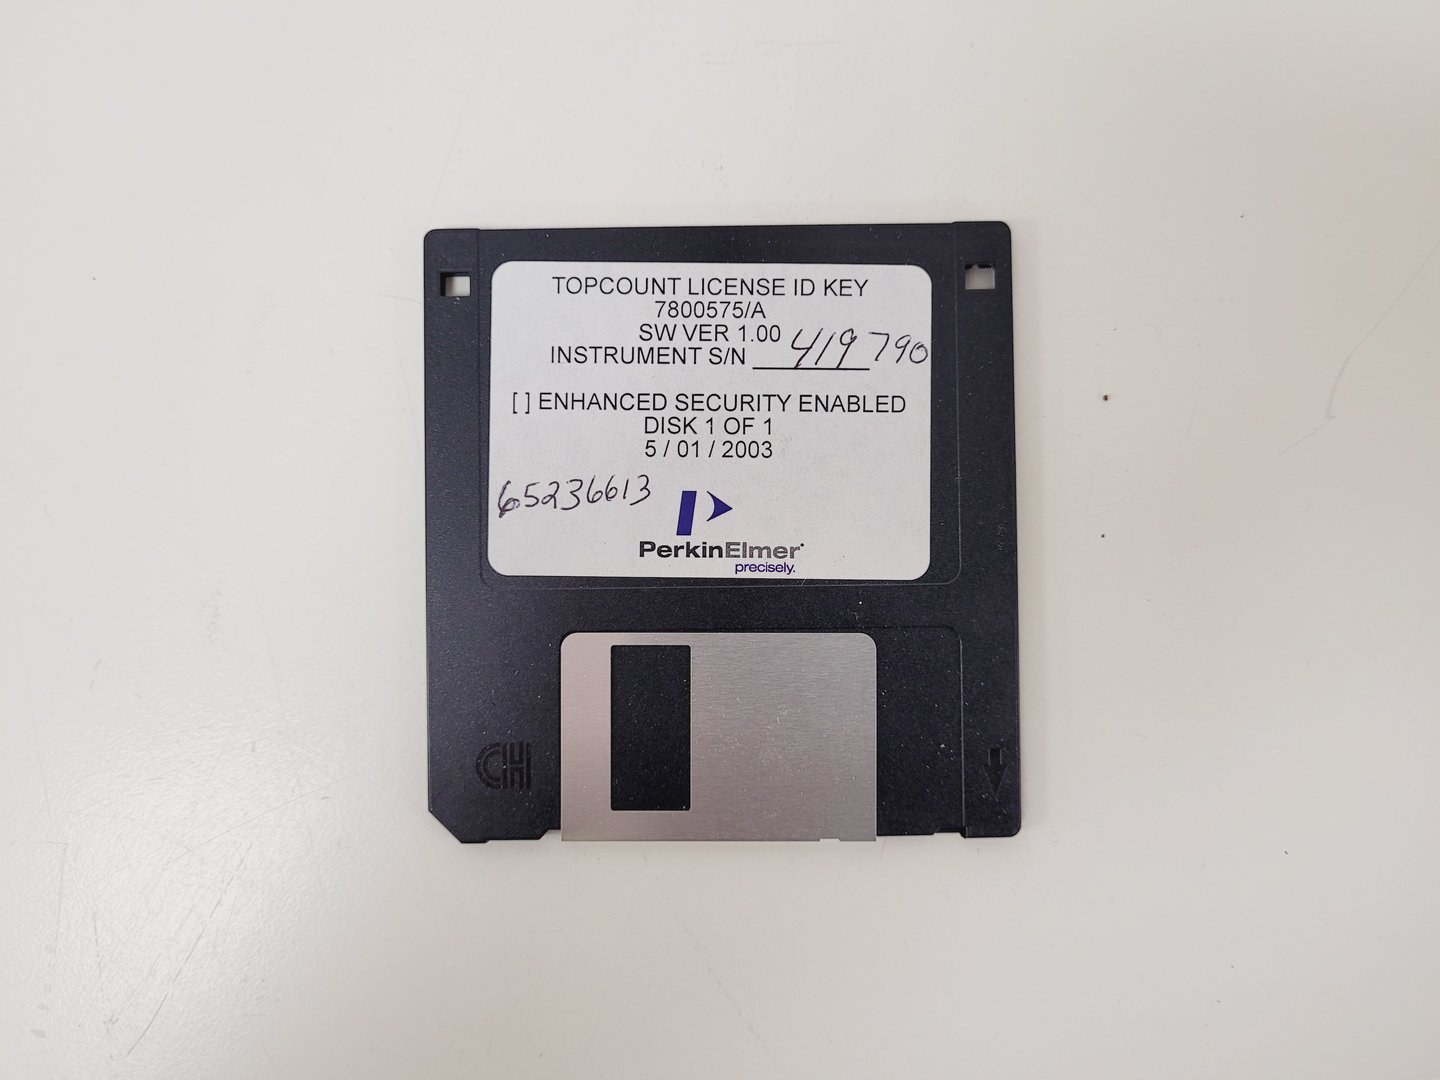 TOPCOUNT LICENSE ID KEY
7800575/A
SW VER 1.00
INSTRUMENT S/N 419790
[ ] ENHANCED SECURITY ENABLED
DISK 1 OF 1
5 / 01 / 2003
65236613
PerkinElmer
precisely.
CH